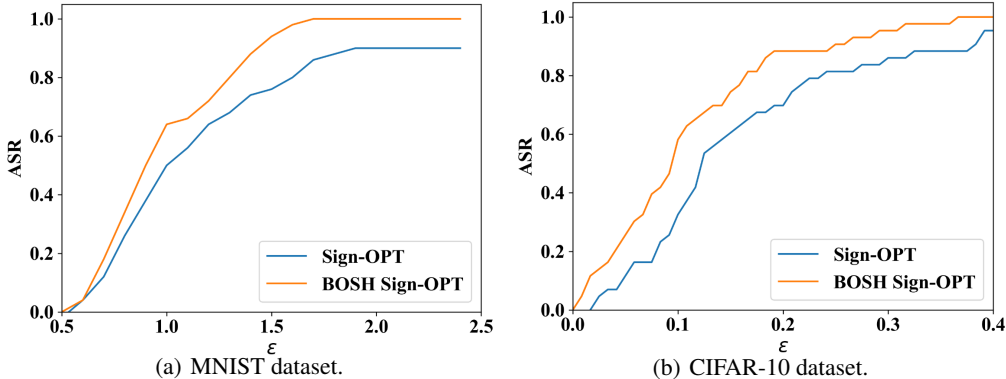 1.0
0.8
0.6
0.4
0.2
0.0
ASR
0.5
1.0
1.5
2.0
2.5
ε
Sign-OPT
BOSH Sign-OPT
(a) MNIST dataset.
1.0
0.8
0.6
0.4
0.2
0.0
ASR
0.0
0.1
0.2
0.3
0.4
ε
Sign-OPT
BOSH Sign-OPT
(b) CIFAR-10 dataset.